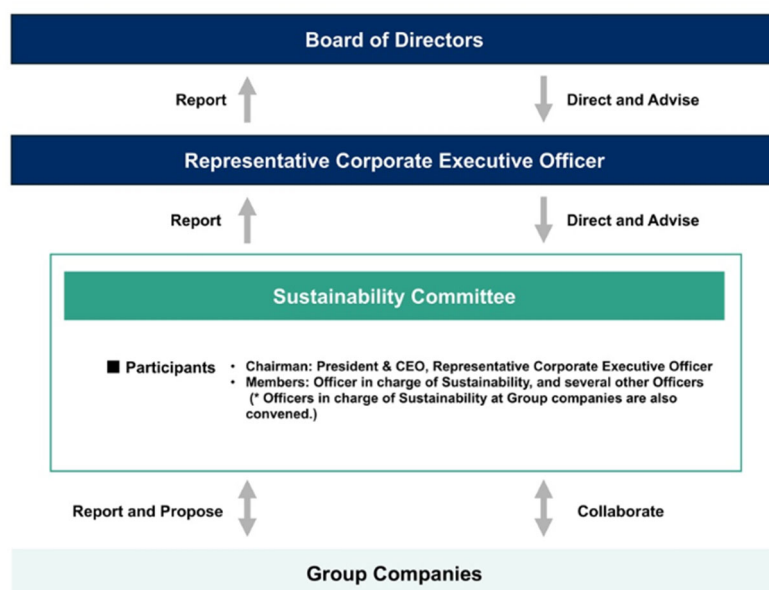 Board of Directors
Report
Direct and Advise
Representative Corporate Executive Officer
Report
Direct and Advise
Sustainability Committee
■ Participants
・ Chairman: President & CEO, Representative Corporate Executive Officer
・ Members: Officer in charge of Sustainability, and several other Officers
(* Officers in charge of Sustainability at Group companies are also
convened.)
Report and Propose
Collaborate
Group Companies